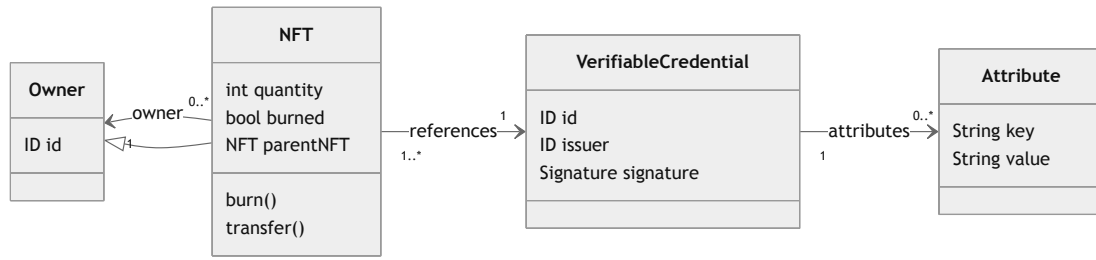 Owner
ID id
owner
0..*
1
NFT
int quantity
bool burned
NFT parentNFT
burn()
transfer()
references
1..*
1
VerifiableCredential
ID id
ID issuer
Signature signature
attributes
1
0..*
Attribute
String key
String value